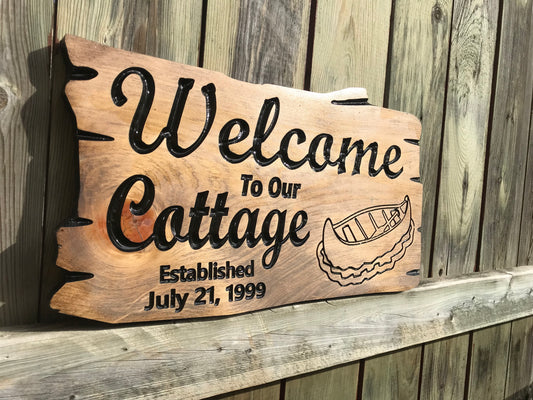 Welcome
To Our
Cottage
Established
July 21, 1999